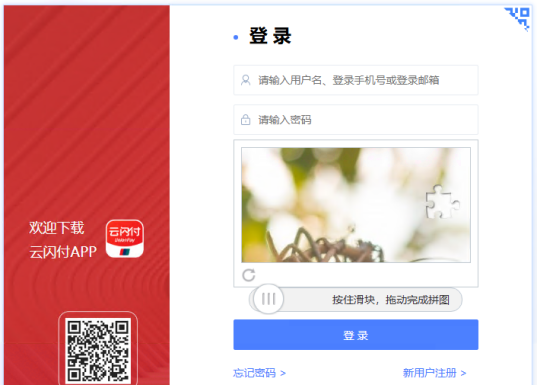 登录
请输入用户名、登录手机号或登录邮箱
请输入密码
欢迎下载
云闪付APP
云闪付
UnionPay
按住滑块，拖动完成拼图
登录
忘记密码 >
新用户注册 >